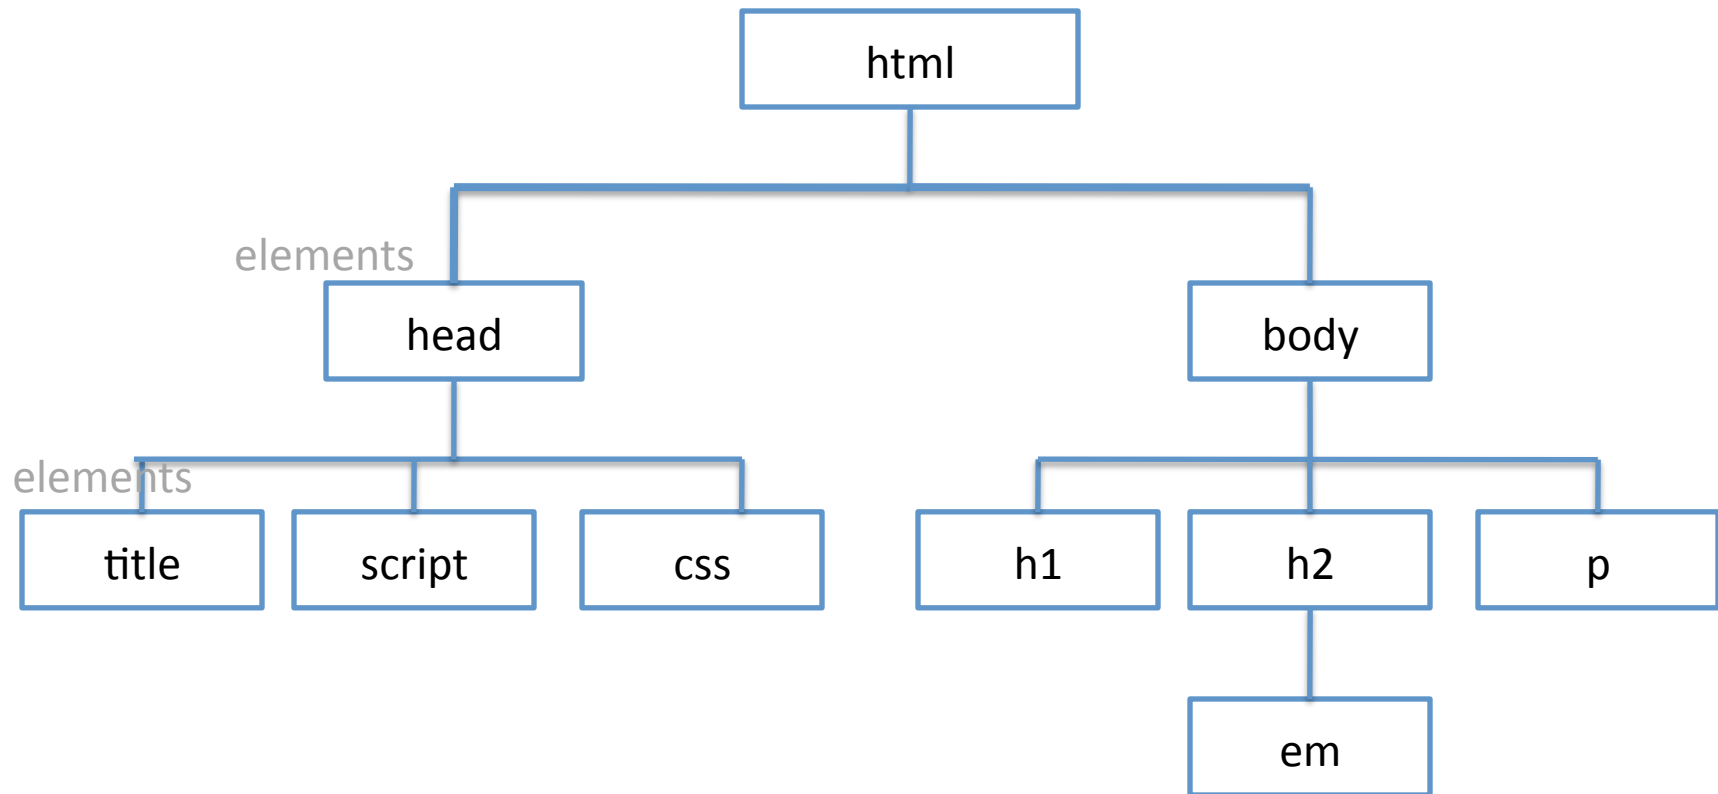 html
elements
head
body
elements
title
script
css
h1
h2
p
em